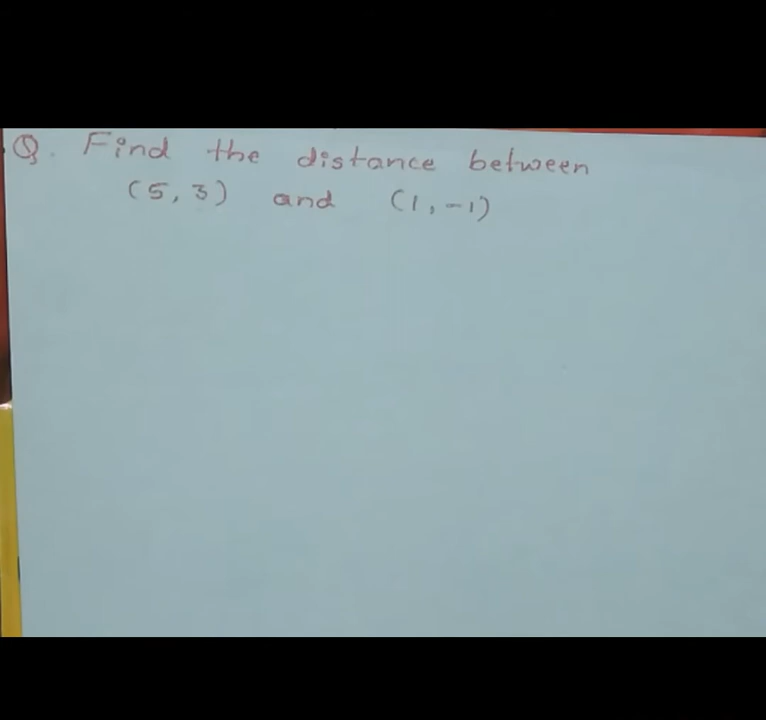 Q. Find the distance between
(5, 3) and (1, -1)